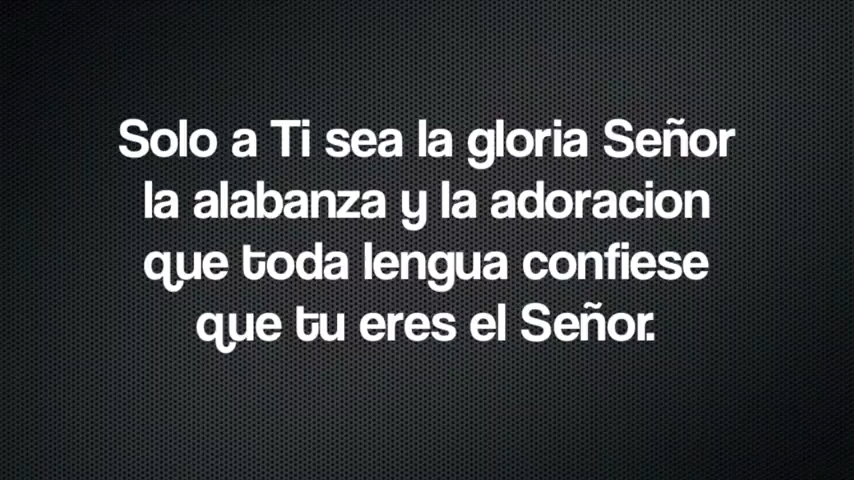 Solo a Ti sea la gloria Señor
la alabanza y la adoracion
que toda lengua confiese
que tu eres el Señor.